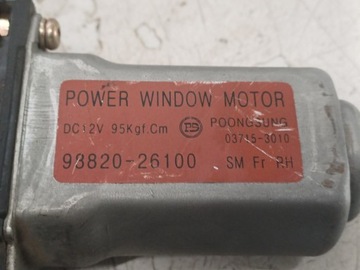 POWER WINDOW MOTOR
DC12V 95Kgf.Cm PS POONGSUNG
03715-3010
98820-26100 SM Fr RH